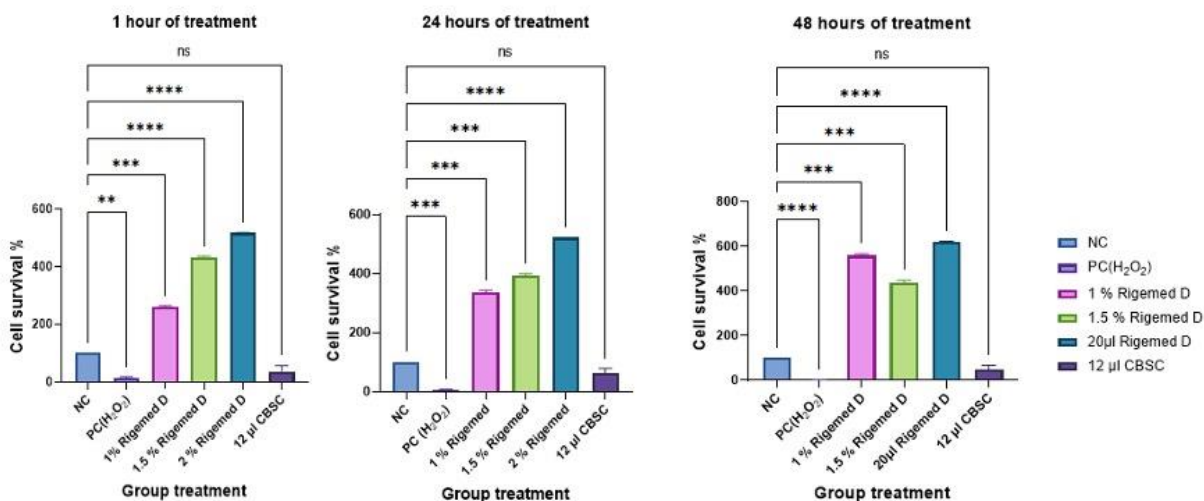 1 hour of treatment
ns
****
****
***
**
Cell survival %
600
400
200
0
NC
PC(H₂O₂)
1% Rigemed D
1.5 % Rigemed D
2 % Rigemed D
12 µl CBSC
Group treatment
24 hours of treatment
ns
****
***
***
***
Cell survival %
600
400
200
0
NC
PC (H₂O₂)
1 % Rigemed
1.5 % Rigemed
2 % Rigemed
12 µl CBSC
Group treatment
48 hours of treatment
ns
****
***
***
****
Cell survival %
800
600
400
200
0
NC
PC(H₂O₂)
1 % Rigemed D
1.5 % Rigemed D
20µl Rigemed D
12 µl CBSC
Group treatment
NC
PC(H₂O₂)
1 % Rigemed D
1.5 % Rigemed D
20µl Rigemed D
12 µl CBSC